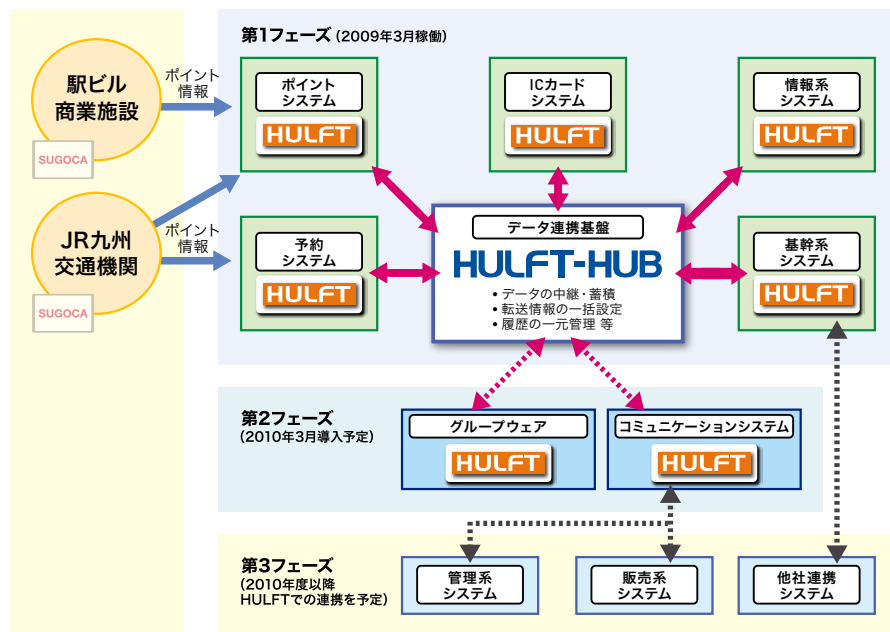 駅ビル
商業施設
SUGOCA
JR九州
交通機関
SUGOCA
ポイント
情報
ポイント
情報
第1フェーズ(2009年3月稼働)
ポイント
システム
HULFT
ICカード
システム
HULFT
情報系
システム
HULFT
予約
システム
HULFT
データ連携基盤
HULFT-HUB
• データの中継・蓄積
• 転送情報の一括設定
• 履歴の一元管理 等
基幹系
システム
HULFT
第2フェーズ
(2010年3月導入予定)
グループウェア
HULFT
コミュニケーションシステム
HULFT
第3フェーズ
(2010年度以降
HULFTでの連携を予定)
管理系
システム
販売系
システム
他社連携
システム